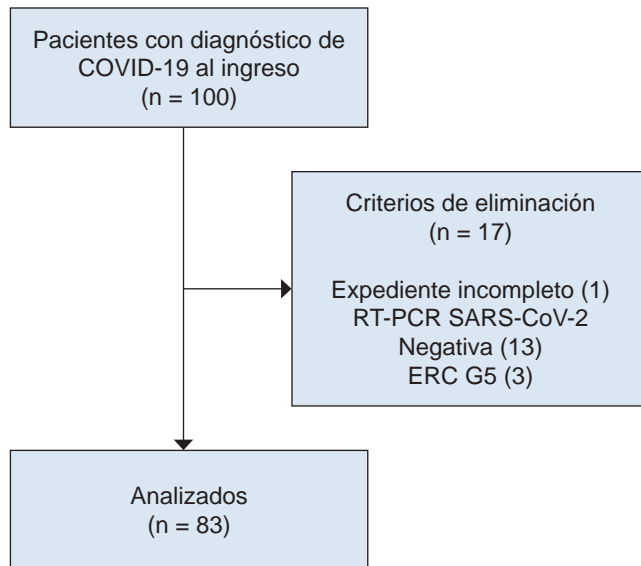 Pacientes con diagnóstico de
COVID-19 al ingreso
(n = 100)
Criterios de eliminación
(n = 17)
Expediente incompleto (1)
RT-PCR SARS-CoV-2
Negativa (13)
ERC G5 (3)
Analizados
(n = 83)